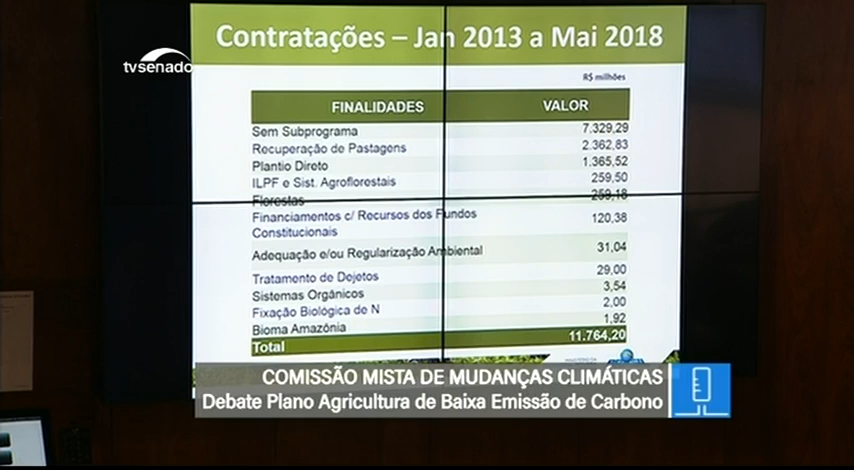 Contratações – Jan 2013 a Mai 2018
tvsenado
R$ milhões
FINALIDADES VALOR
Sem Subprograma 7.329,29
Recuperação de Pastagens 2.362,83
Plantio Direto 1.365,52
ILPF e Sist. Agroflorestais 259,50
Florestas 259,18
Financiamentos c/ Recursos dos Fundos
Constitucionais 120,38
Adequação e/ou Regularização Ambiental 31,04
Tratamento de Dejetos 29,00
Sistemas Orgânicos 3,54
Fixação Biológica de N 2,00
Bioma Amazônia 1,92
Total 11.764,20
COMISSÃO MISTA DE MUDANÇAS CLIMÁTICAS
Debate Plano Agricultura de Baixa Emissão de Carbono